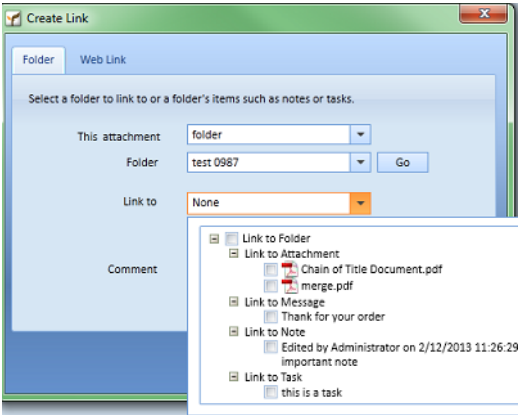 Create Link
x
Folder Web Link
Select a folder to link to or a folder's items such as notes or tasks.
This attachment folder
Folder test 0987 Go
Link to None
Link to Folder
Link to Attachment
Comment Chain of Title Document.pdf
merge.pdf
Link to Message
Thank for your order
Link to Note
Edited by Administrator on 2/12/2013 11:26:29
important note
Link to Task
this is a task